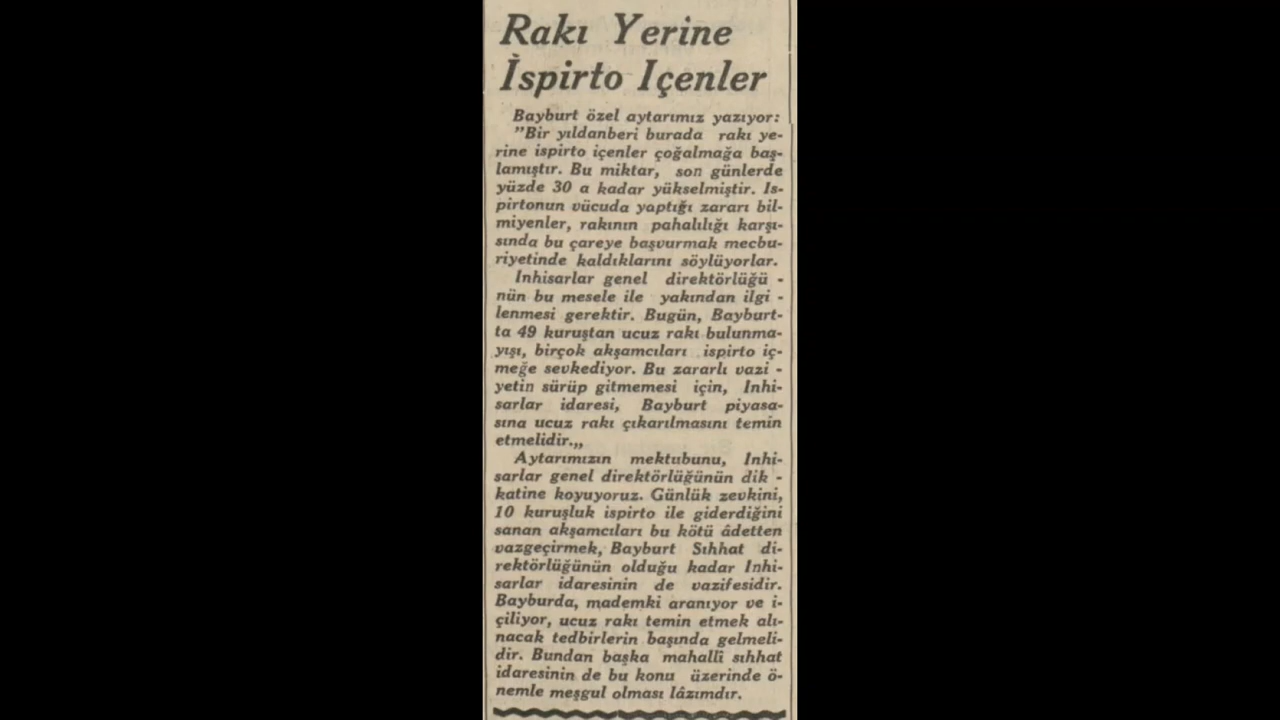 Rakı Yerine
İspirto Içenler
Bayburt özel aytarımız yazıyor:
"Bir yıldanberi burada rakı ye-
rine ispirto içenler çoğalmağa baş-
lamıştır. Bu miktar, son günlerde
yüzde 30 a kadar yükselmiştir. Is-
pirtonun vücuda yaptığı zararı bil-
miyenler, rakının pahalılığı karşı-
sında bu çareye başvurmak mecbu-
riyetinde kaldıklarını söylüyorlar.
Inhisarlar genel direktörlüğü -
nün bu mesele ile yakından ilgi -
lenmesi gerektir. Bugün, Bayburt-
ta 49 kuruştan ucuz rakı bulunma-
yışı, birçok akşamcıları ispirto iç-
meğe sevkediyor. Bu zararlı vazi -
yetin sürüp gitmemesi için, Inhi-
sarlar idaresi, Bayburt piyasa-
sına ucuz rakı çıkarılmasını temin
etmelidir.„
Aytarımızın mektubunu, Inhi-
sarlar genel direktörlüğünün dik -
katine koyuyoruz. Günlük zevkini,
10 kuruşluk ispirto ile giderdiğini
sanan akşamcıları bu kötü âdetten
vazgeçirmek, Bayburt Sıhhat di-
rektörlüğünün olduğu kadar Inhi-
sarlar idaresinin de vazifesidir.
Bayburda, mademki aranıyor ve i-
çiliyor, ucuz rakı temin etmek alı-
nacak tedbirlerin başında gelmeli-
dir. Bundan başka mahallî sıhhat
idaresinin de bu konu üzerinde ö-
nemle meşgul olması lâzımdır.